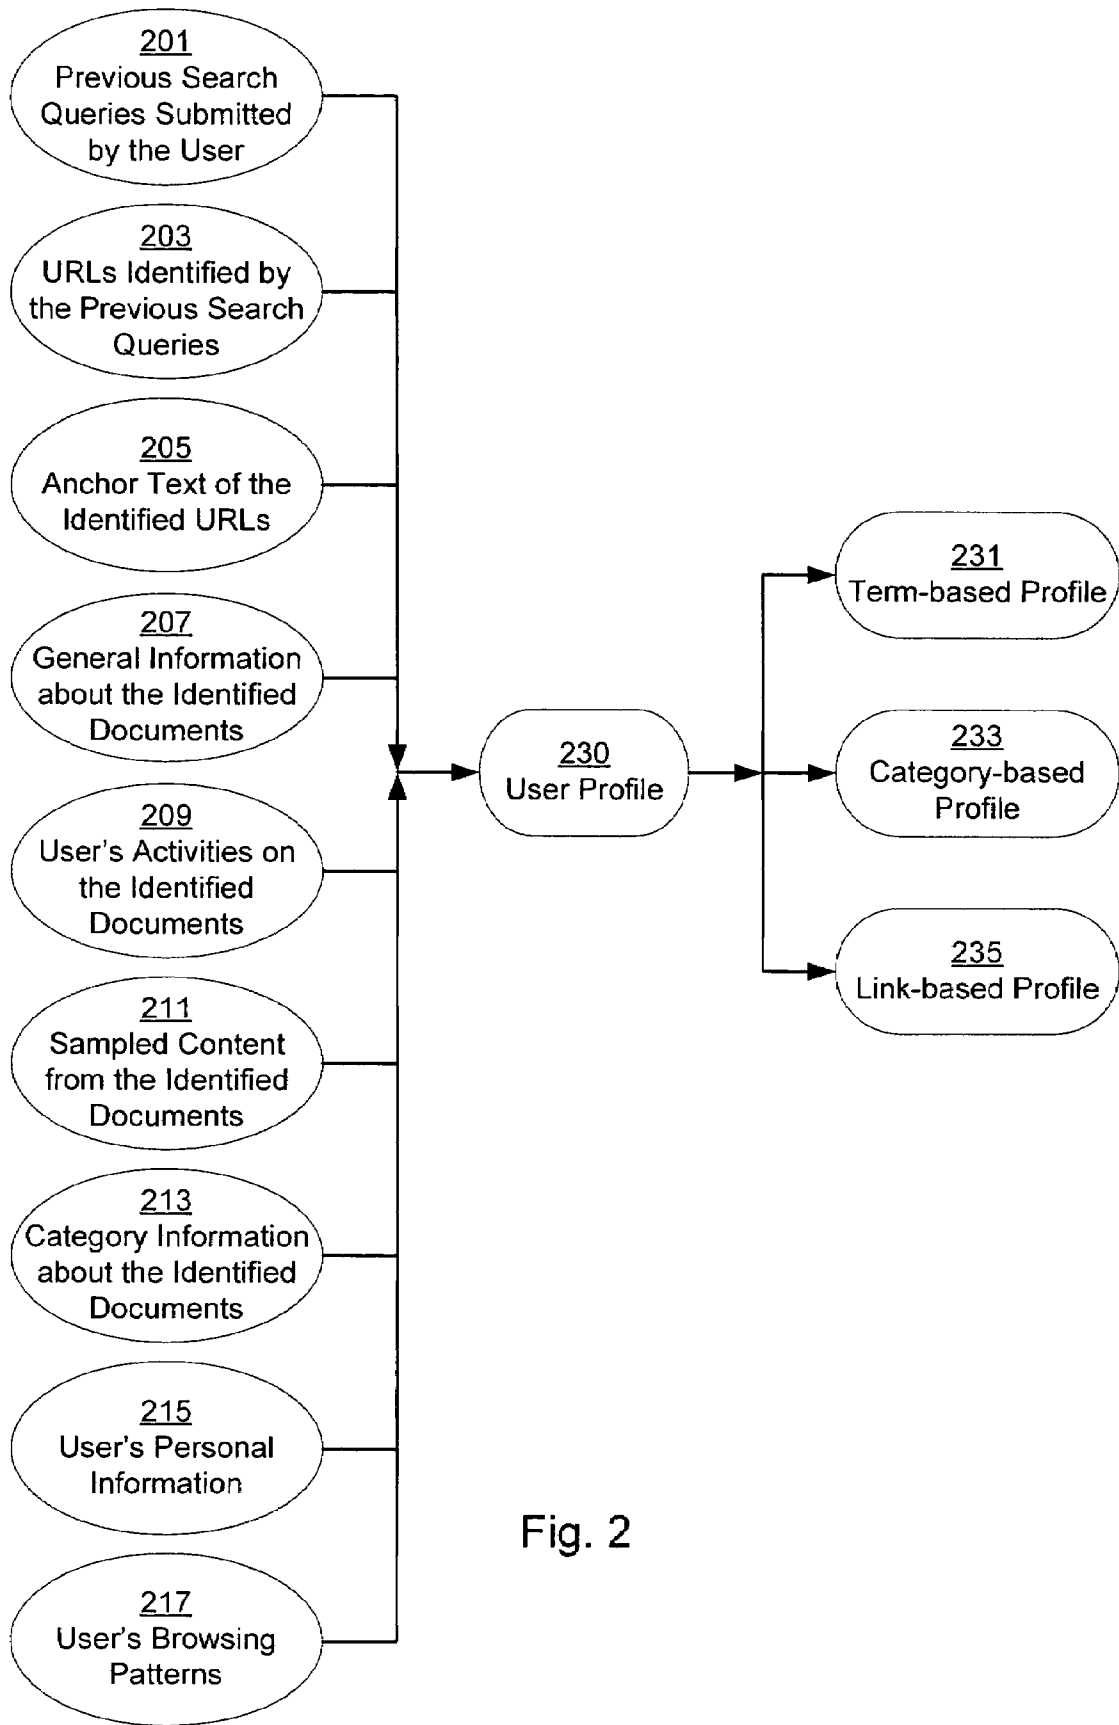 201
Previous Search
Queries Submitted
by the User
203
URLs Identified by
the Previous Search
Queries
205
Anchor Text of the
Identified URLs
207
General Information
about the Identified
Documents
209
User's Activities on
the Identified
Documents
211
Sampled Content
from the Identified
Documents
213
Category Information
about the Identified
Documents
215
User's Personal
Information
217
User's Browsing
Patterns
230
User Profile
231
Term-based Profile
233
Category-based
Profile
235
Link-based Profile
Fig. 2